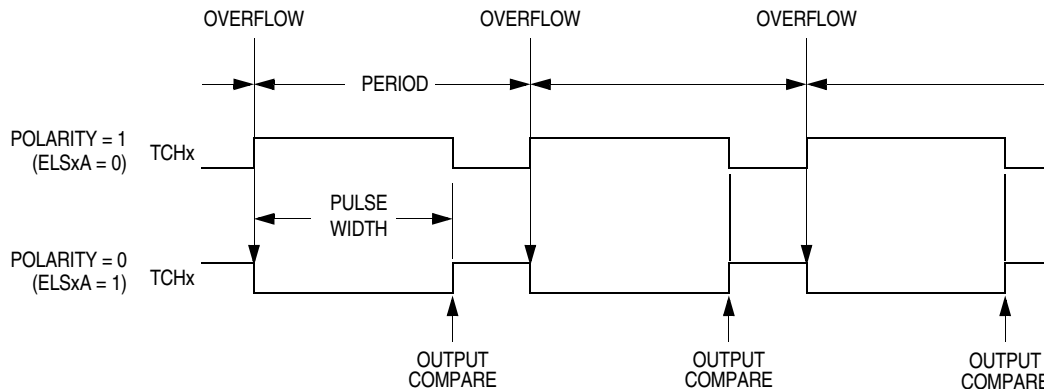 OVERFLOW
OVERFLOW
OVERFLOW
PERIOD
POLARITY = 1
(ELSxA = 0)
TCHx
PULSE
WIDTH
POLARITY = 0
(ELSxA = 1)
TCHx
OUTPUT
COMPARE
OUTPUT
COMPARE
OUTPUT
COMPARE